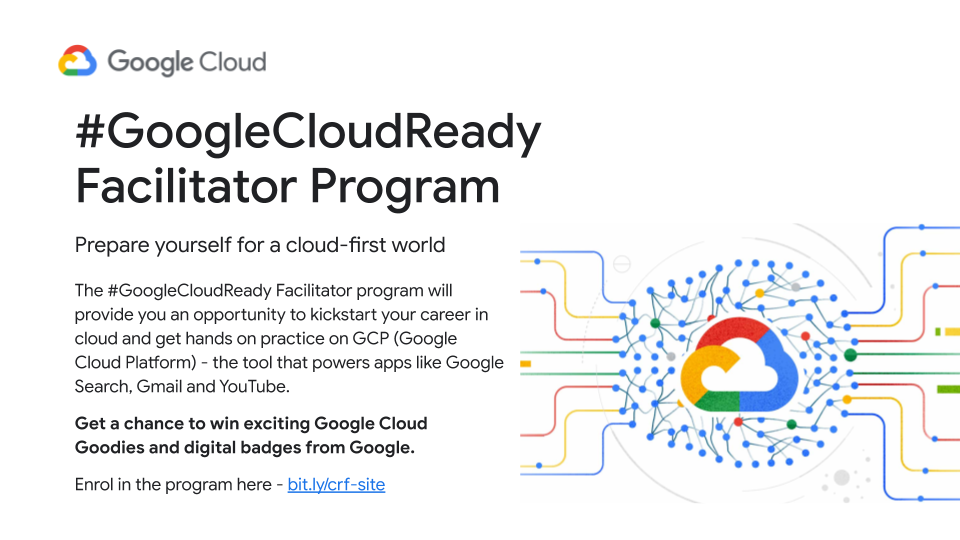 Google Cloud
#GoogleCloudReady
Facilitator Program
Prepare yourself for a cloud-first world
The #GoogleCloudReady Facilitator program will
provide you an opportunity to kickstart your career in
cloud and get hands on practice on GCP (Google
Cloud Platform) - the tool that powers apps like Google
Search, Gmail and YouTube.
Get a chance to win exciting Google Cloud
Goodies and digital badges from Google.
Enrol in the program here - bit.ly/crf-site